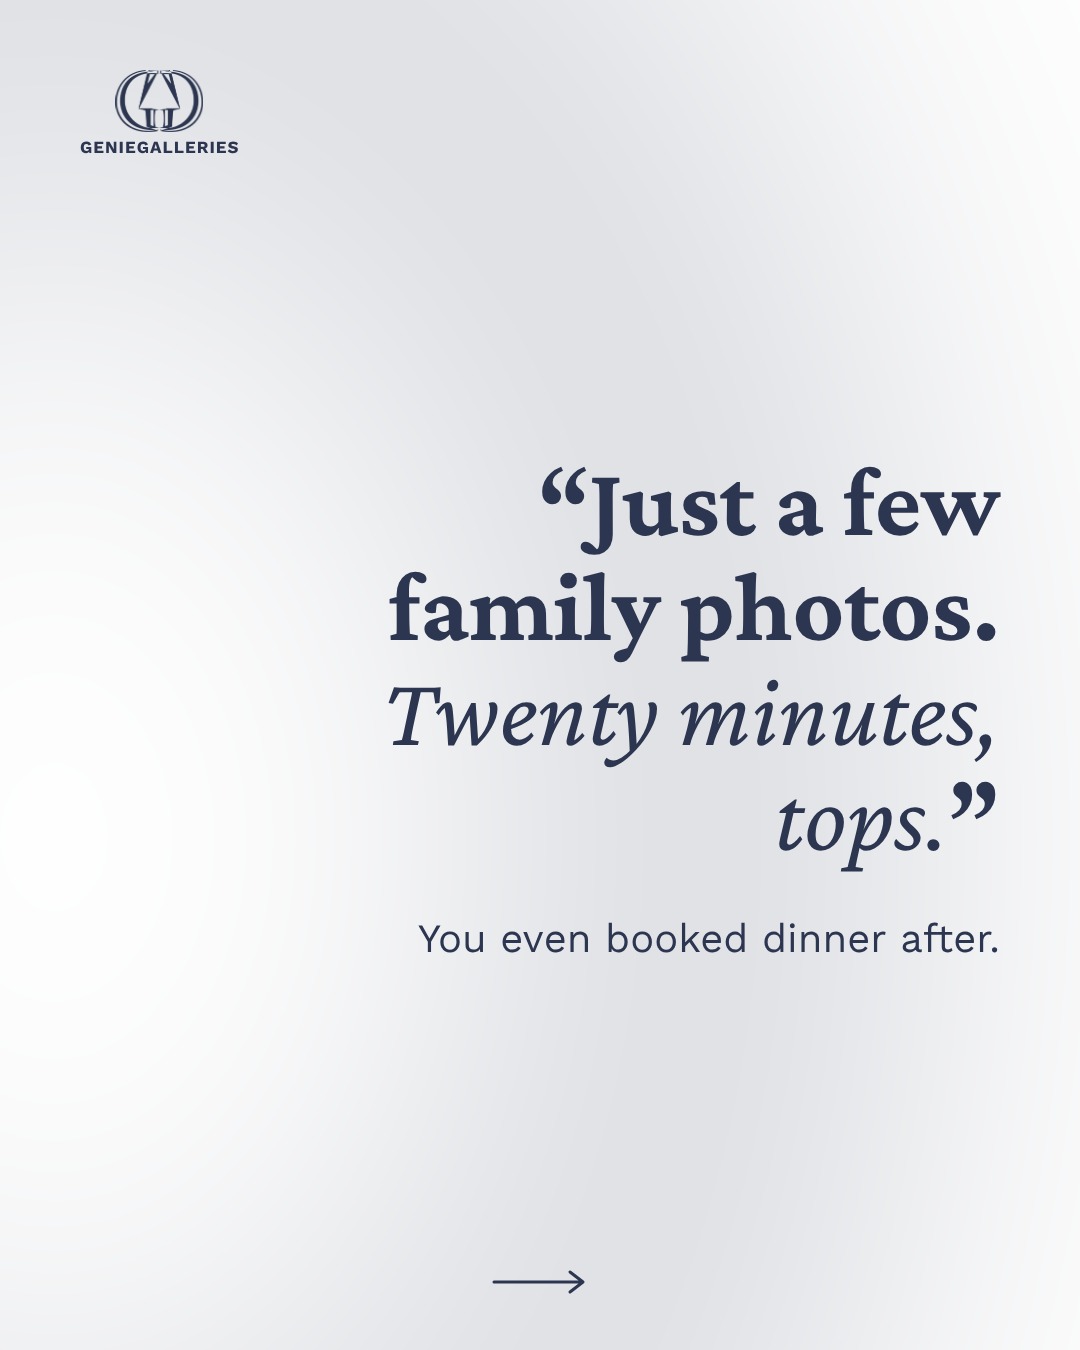 GENIEGALLERIES
“Just a few
family photos.
Twenty minutes,
tops.”
You even booked dinner after.